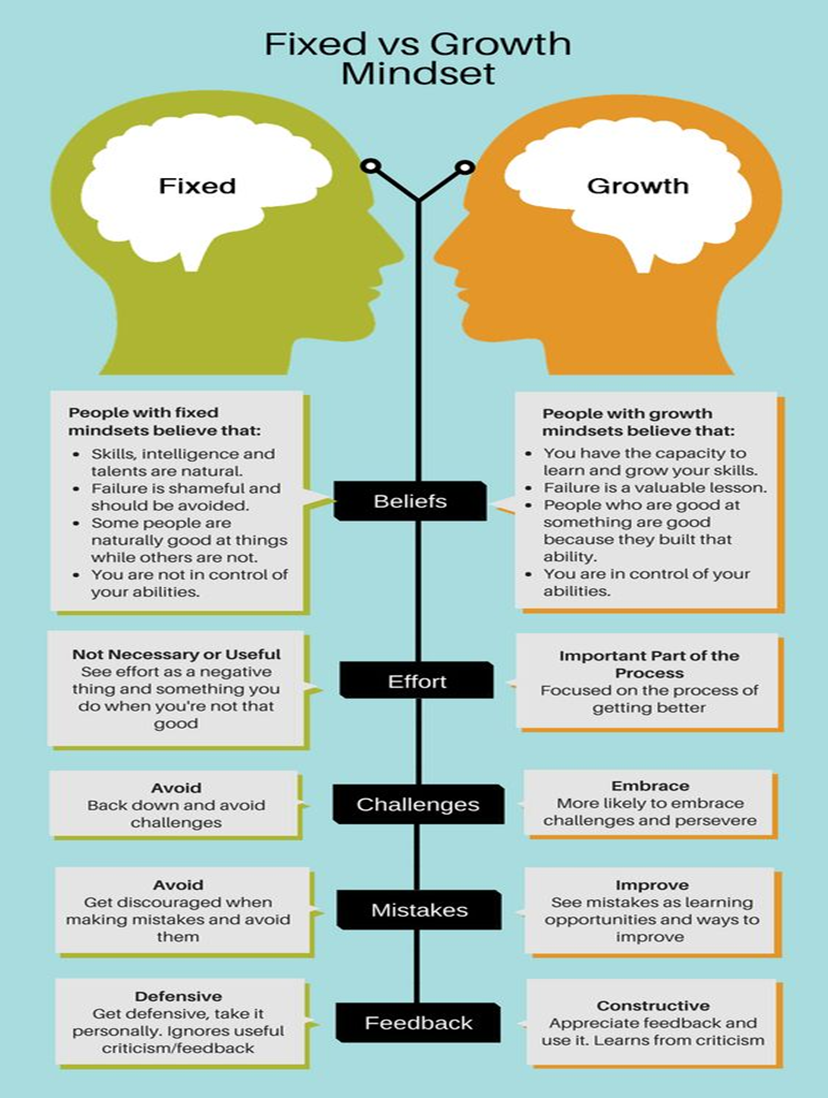 Fixed vs Growth
Mindset
Fixed
Growth
People with fixed
mindsets believe that:
• Skills, intelligence and
talents are natural.
• Failure is shameful and
should be avoided.
• Some people are
naturally good at things
while others are not.
• You are not in control of
your abilities.
Beliefs
People with growth
mindsets believe that:
• You have the capacity to
learn and grow your skills.
• Failure is a valuable lesson.
• People who are good at
something are good
because they built that
ability.
• You are in control of your
abilities.
Not Necessary or Useful
See effort as a negative
thing and something you
do when you're not that
good
Effort
Important Part of the
Process
Focused on the process of
getting better
Avoid
Back down and avoid
challenges
Challenges
Embrace
More likely to embrace
challenges and persevere
Avoid
Get discouraged when
making mistakes and avoid
them
Mistakes
Improve
See mistakes as learning
opportunities and ways to
improve
Defensive
Get defensive, take it
personally. Ignores useful
criticism/feedback
Feedback
Constructive
Appreciate feedback and
use it. Learns from criticism